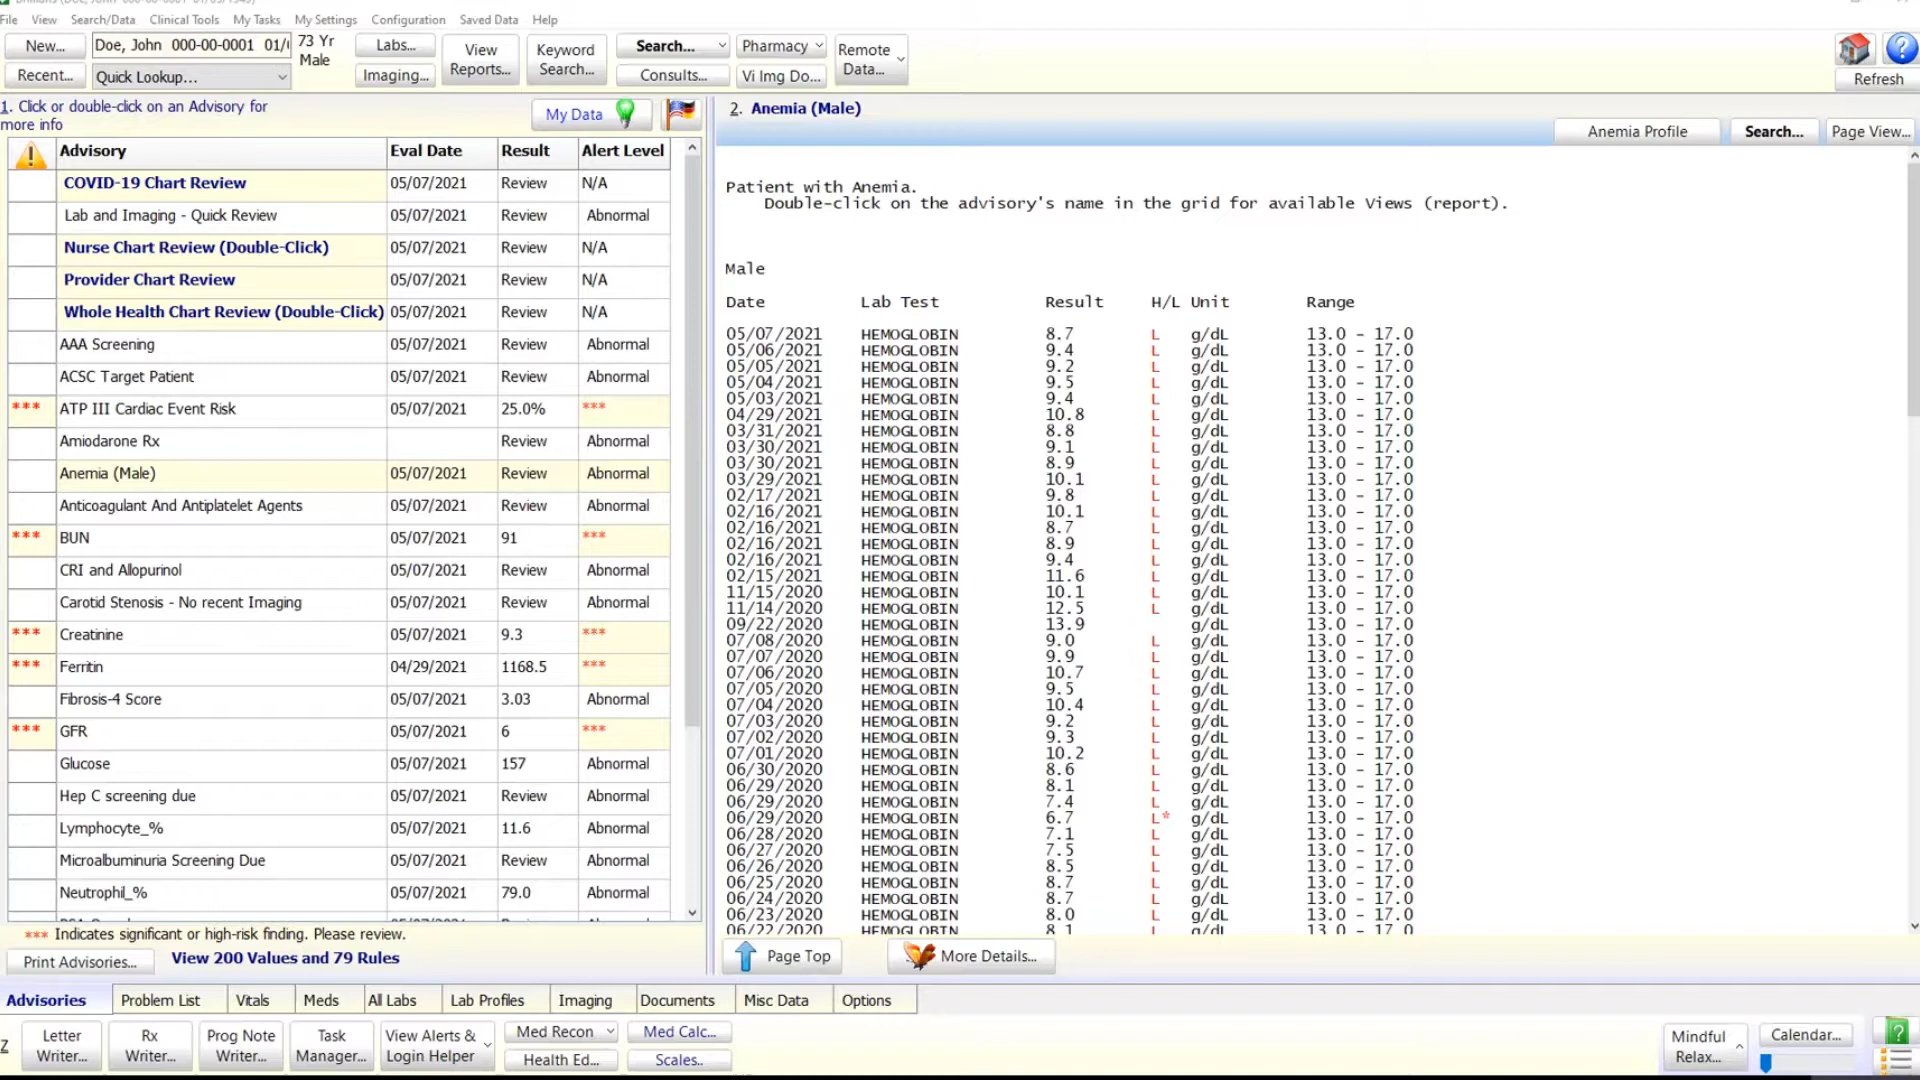 File View Search/Data Clinical Tools My Tasks My Settings Configuration Saved Data Help
New... Doe, John 000-00-0001 01/ 73 Yr Labs... View Keyword Search... Pharmacy Remote
Recent... Quick Lookup... Male Imaging... Reports... Search... Consults... Vi Img Do... Data... Refresh
1. Click or double-click on an Advisory for
more info
My Data
Advisory Eval Date Result Alert Level
COVID-19 Chart Review 05/07/2021 Review N/A
Lab and Imaging - Quick Review 05/07/2021 Review Abnormal
Nurse Chart Review (Double-Click) 05/07/2021 Review N/A
Provider Chart Review 05/07/2021 Review N/A
Whole Health Chart Review (Double-Click) 05/07/2021 Review N/A
AAA Screening 05/07/2021 Review Abnormal
ACSC Target Patient 05/07/2021 Review Abnormal
*** ATP III Cardiac Event Risk 05/07/2021 25.0% ***
Amiodarone Rx Review Abnormal
Anemia (Male) 05/07/2021 Review Abnormal
Anticoagulant And Antiplatelet Agents 05/07/2021 Review Abnormal
*** BUN 05/07/2021 91 ***
CRI and Allopurinol 05/07/2021 Review Abnormal
Carotid Stenosis - No recent Imaging 05/07/2021 Review Abnormal
*** Creatinine 05/07/2021 9.3 ***
*** Ferritin 04/29/2021 1168.5 ***
Fibrosis-4 Score 05/07/2021 3.03 Abnormal
*** GFR 05/07/2021 6 ***
Glucose 05/07/2021 157 Abnormal
Hep C screening due 05/07/2021 Review Abnormal
Lymphocyte_% 05/07/2021 11.6 Abnormal
Microalbuminuria Screening Due 05/07/2021 Review Abnormal
Neutrophil_% 05/07/2021 79.0 Abnormal
*** Indicates significant or high-risk finding. Please review.
Print Advisories... View 200 Values and 79 Rules
2. Anemia (Male)
Anemia Profile Search... Page View...
Patient with Anemia.
Double-click on the advisory's name in the grid for available Views (report).
Male
Date Lab Test Result H/L Unit Range
05/07/2021 HEMOGLOBIN 8.7 L g/dL 13.0 - 17.0
05/06/2021 HEMOGLOBIN 9.4 L g/dL 13.0 - 17.0
05/05/2021 HEMOGLOBIN 9.2 L g/dL 13.0 - 17.0
05/04/2021 HEMOGLOBIN 9.5 L g/dL 13.0 - 17.0
05/03/2021 HEMOGLOBIN 9.4 L g/dL 13.0 - 17.0
04/29/2021 HEMOGLOBIN 10.8 L g/dL 13.0 - 17.0
03/31/2021 HEMOGLOBIN 8.8 L g/dL 13.0 - 17.0
03/30/2021 HEMOGLOBIN 9.1 L g/dL 13.0 - 17.0
03/30/2021 HEMOGLOBIN 8.9 L g/dL 13.0 - 17.0
03/29/2021 HEMOGLOBIN 10.1 L g/dL 13.0 - 17.0
02/17/2021 HEMOGLOBIN 9.8 L g/dL 13.0 - 17.0
02/16/2021 HEMOGLOBIN 10.1 L g/dL 13.0 - 17.0
02/16/2021 HEMOGLOBIN 8.7 L g/dL 13.0 - 17.0
02/16/2021 HEMOGLOBIN 8.9 L g/dL 13.0 - 17.0
02/16/2021 HEMOGLOBIN 9.4 L g/dL 13.0 - 17.0
02/15/2021 HEMOGLOBIN 11.6 L g/dL 13.0 - 17.0
11/15/2020 HEMOGLOBIN 10.1 L g/dL 13.0 - 17.0
11/14/2020 HEMOGLOBIN 12.5 L g/dL 13.0 - 17.0
09/22/2020 HEMOGLOBIN 13.9 g/dL 13.0 - 17.0
07/08/2020 HEMOGLOBIN 9.0 L g/dL 13.0 - 17.0
07/07/2020 HEMOGLOBIN 9.9 L g/dL 13.0 - 17.0
07/06/2020 HEMOGLOBIN 10.7 L g/dL 13.0 - 17.0
07/05/2020 HEMOGLOBIN 9.5 L g/dL 13.0 - 17.0
07/04/2020 HEMOGLOBIN 10.4 L g/dL 13.0 - 17.0
07/03/2020 HEMOGLOBIN 9.2 L g/dL 13.0 - 17.0
07/02/2020 HEMOGLOBIN 9.3 L g/dL 13.0 - 17.0
07/01/2020 HEMOGLOBIN 10.2 L g/dL 13.0 - 17.0
06/30/2020 HEMOGLOBIN 8.6 L g/dL 13.0 - 17.0
06/29/2020 HEMOGLOBIN 8.1 L g/dL 13.0 - 17.0
06/29/2020 HEMOGLOBIN 7.4 L g/dL 13.0 - 17.0
06/29/2020 HEMOGLOBIN 6.7 L* g/dL 13.0 - 17.0
06/28/2020 HEMOGLOBIN 7.1 L g/dL 13.0 - 17.0
06/27/2020 HEMOGLOBIN 7.5 L g/dL 13.0 - 17.0
06/26/2020 HEMOGLOBIN 8.5 L g/dL 13.0 - 17.0
06/25/2020 HEMOGLOBIN 8.7 L g/dL 13.0 - 17.0
06/24/2020 HEMOGLOBIN 8.7 L g/dL 13.0 - 17.0
06/23/2020 HEMOGLOBIN 8.0 L g/dL 13.0 - 17.0
06/22/2020 HEMOGLOBIN 8.1 L g/dL 13.0 - 17.0
Page Top More Details...
Advisories Problem List Vitals Meds All Labs Lab Profiles Imaging Documents Misc Data Options
Z Letter Rx Prog Note Task View Alerts & Med Recon Med Calc... Mindful Calendar...
Writer... Writer... Writer... Manager... Login Helper Health Ed... Scales.. Relax...